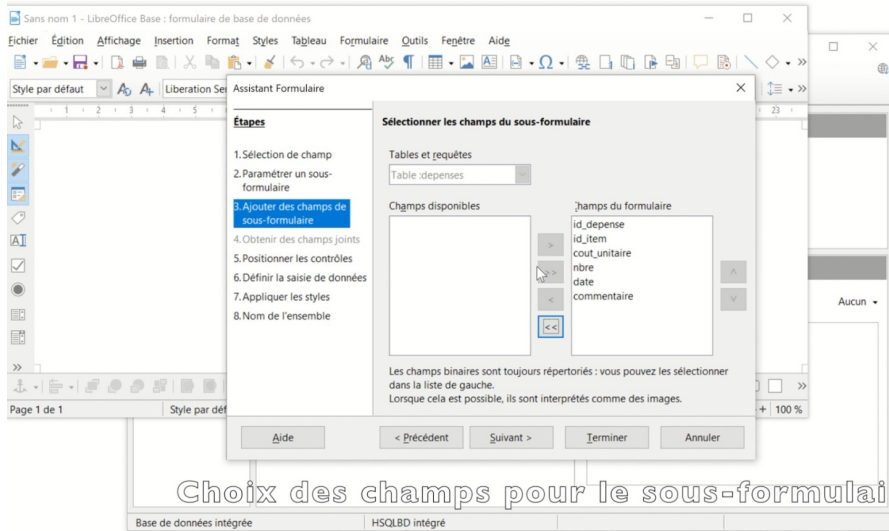 Sans nom 1 - LibreOffice Base : formulaire de base de données
Fichier Édition Affichage Insertion Format Styles Tableau Formulaire Outils Fenêtre Aide
Style par défaut Liberation Se
Assistant Formulaire
1 2 3 4 5 23
Étapes
1. Sélection de champ
2. Paramétrer un sous-
formulaire
3. Ajouter des champs de
sous-formulaire
4. Obtenir des champs joints
5. Positionner les contrôles
6. Définir la saisie de données
7. Appliquer les styles
8. Nom de l'ensemble
Sélectionner les champs du sous-formulaire
Tables et requêtes
Table :depenses
Champs disponibles
>
>>
<
<<
hamps du formulaire
id_depense
id_item
cout_unitaire
nbre
date
commentaire
Les champs binaires sont toujours répertoriés : vous pouvez les sélectionner
dans la liste de gauche.
Lorsque cela est possible, ils sont interprétés comme des images.
Aucun
Page 1 de 1 Style par déf + 100 %
Aide < Précédent Suivant > Terminer Annuler
Choix des champs pour le sous-formulai
Base de données intégrée HSQLBD intégré